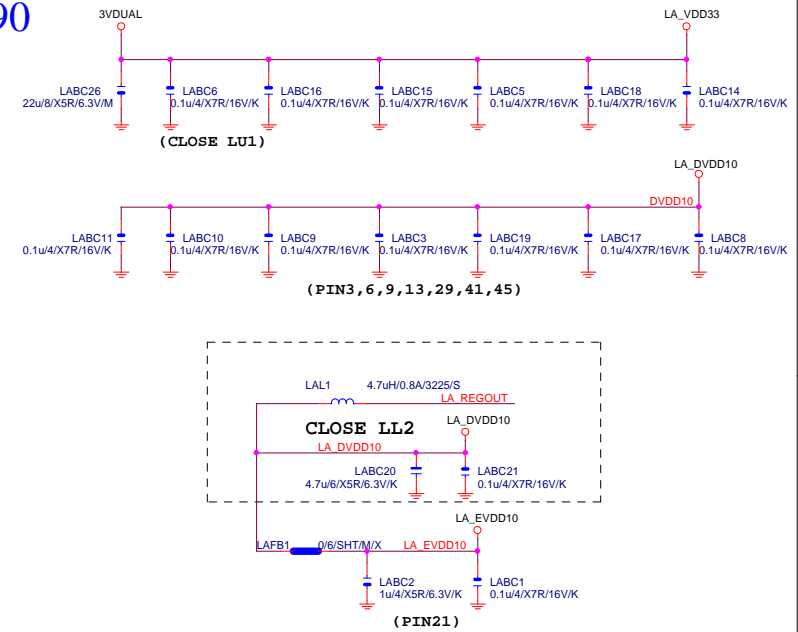 90
3VDUAL
LA_VDD33
LABC26
22u/8/X5R/6.3V/M
LABC6
0.1u/4/X7R/16V/K
LABC16
0.1u/4/X7R/16V/K
LABC15
0.1u/4/X7R/16V/K
LABC5
0.1u/4/X7R/16V/K
LABC18
0.1u/4/X7R/16V/K
LABC14
0.1u/4/X7R/16V/K
(CLOSE LU1)
LA_DVDD10
DVDD10
LABC11
0.1u/4/X7R/16V/K
LABC10
0.1u/4/X7R/16V/K
LABC9
0.1u/4/X7R/16V/K
LABC3
0.1u/4/X7R/16V/K
LABC19
0.1u/4/X7R/16V/K
LABC17
0.1u/4/X7R/16V/K
LABC8
0.1u/4/X7R/16V/K
(PIN3,6,9,13,29,41,45)
LAL1
4.7uH/0.8A/3225/S
LA_REGOUT
CLOSE LL2
LA_DVDD10
LA_DVDD10
LABC20
4.7u/6/X5R/6.3V/K
LABC21
0.1u/4/X7R/16V/K
LA_EVDD10
LAFB1
0/6/SHT/M/X
LA_EVDD10
LABC2
1u/4/X5R/6.3V/K
LABC1
0.1u/4/X7R/16V/K
(PIN21)